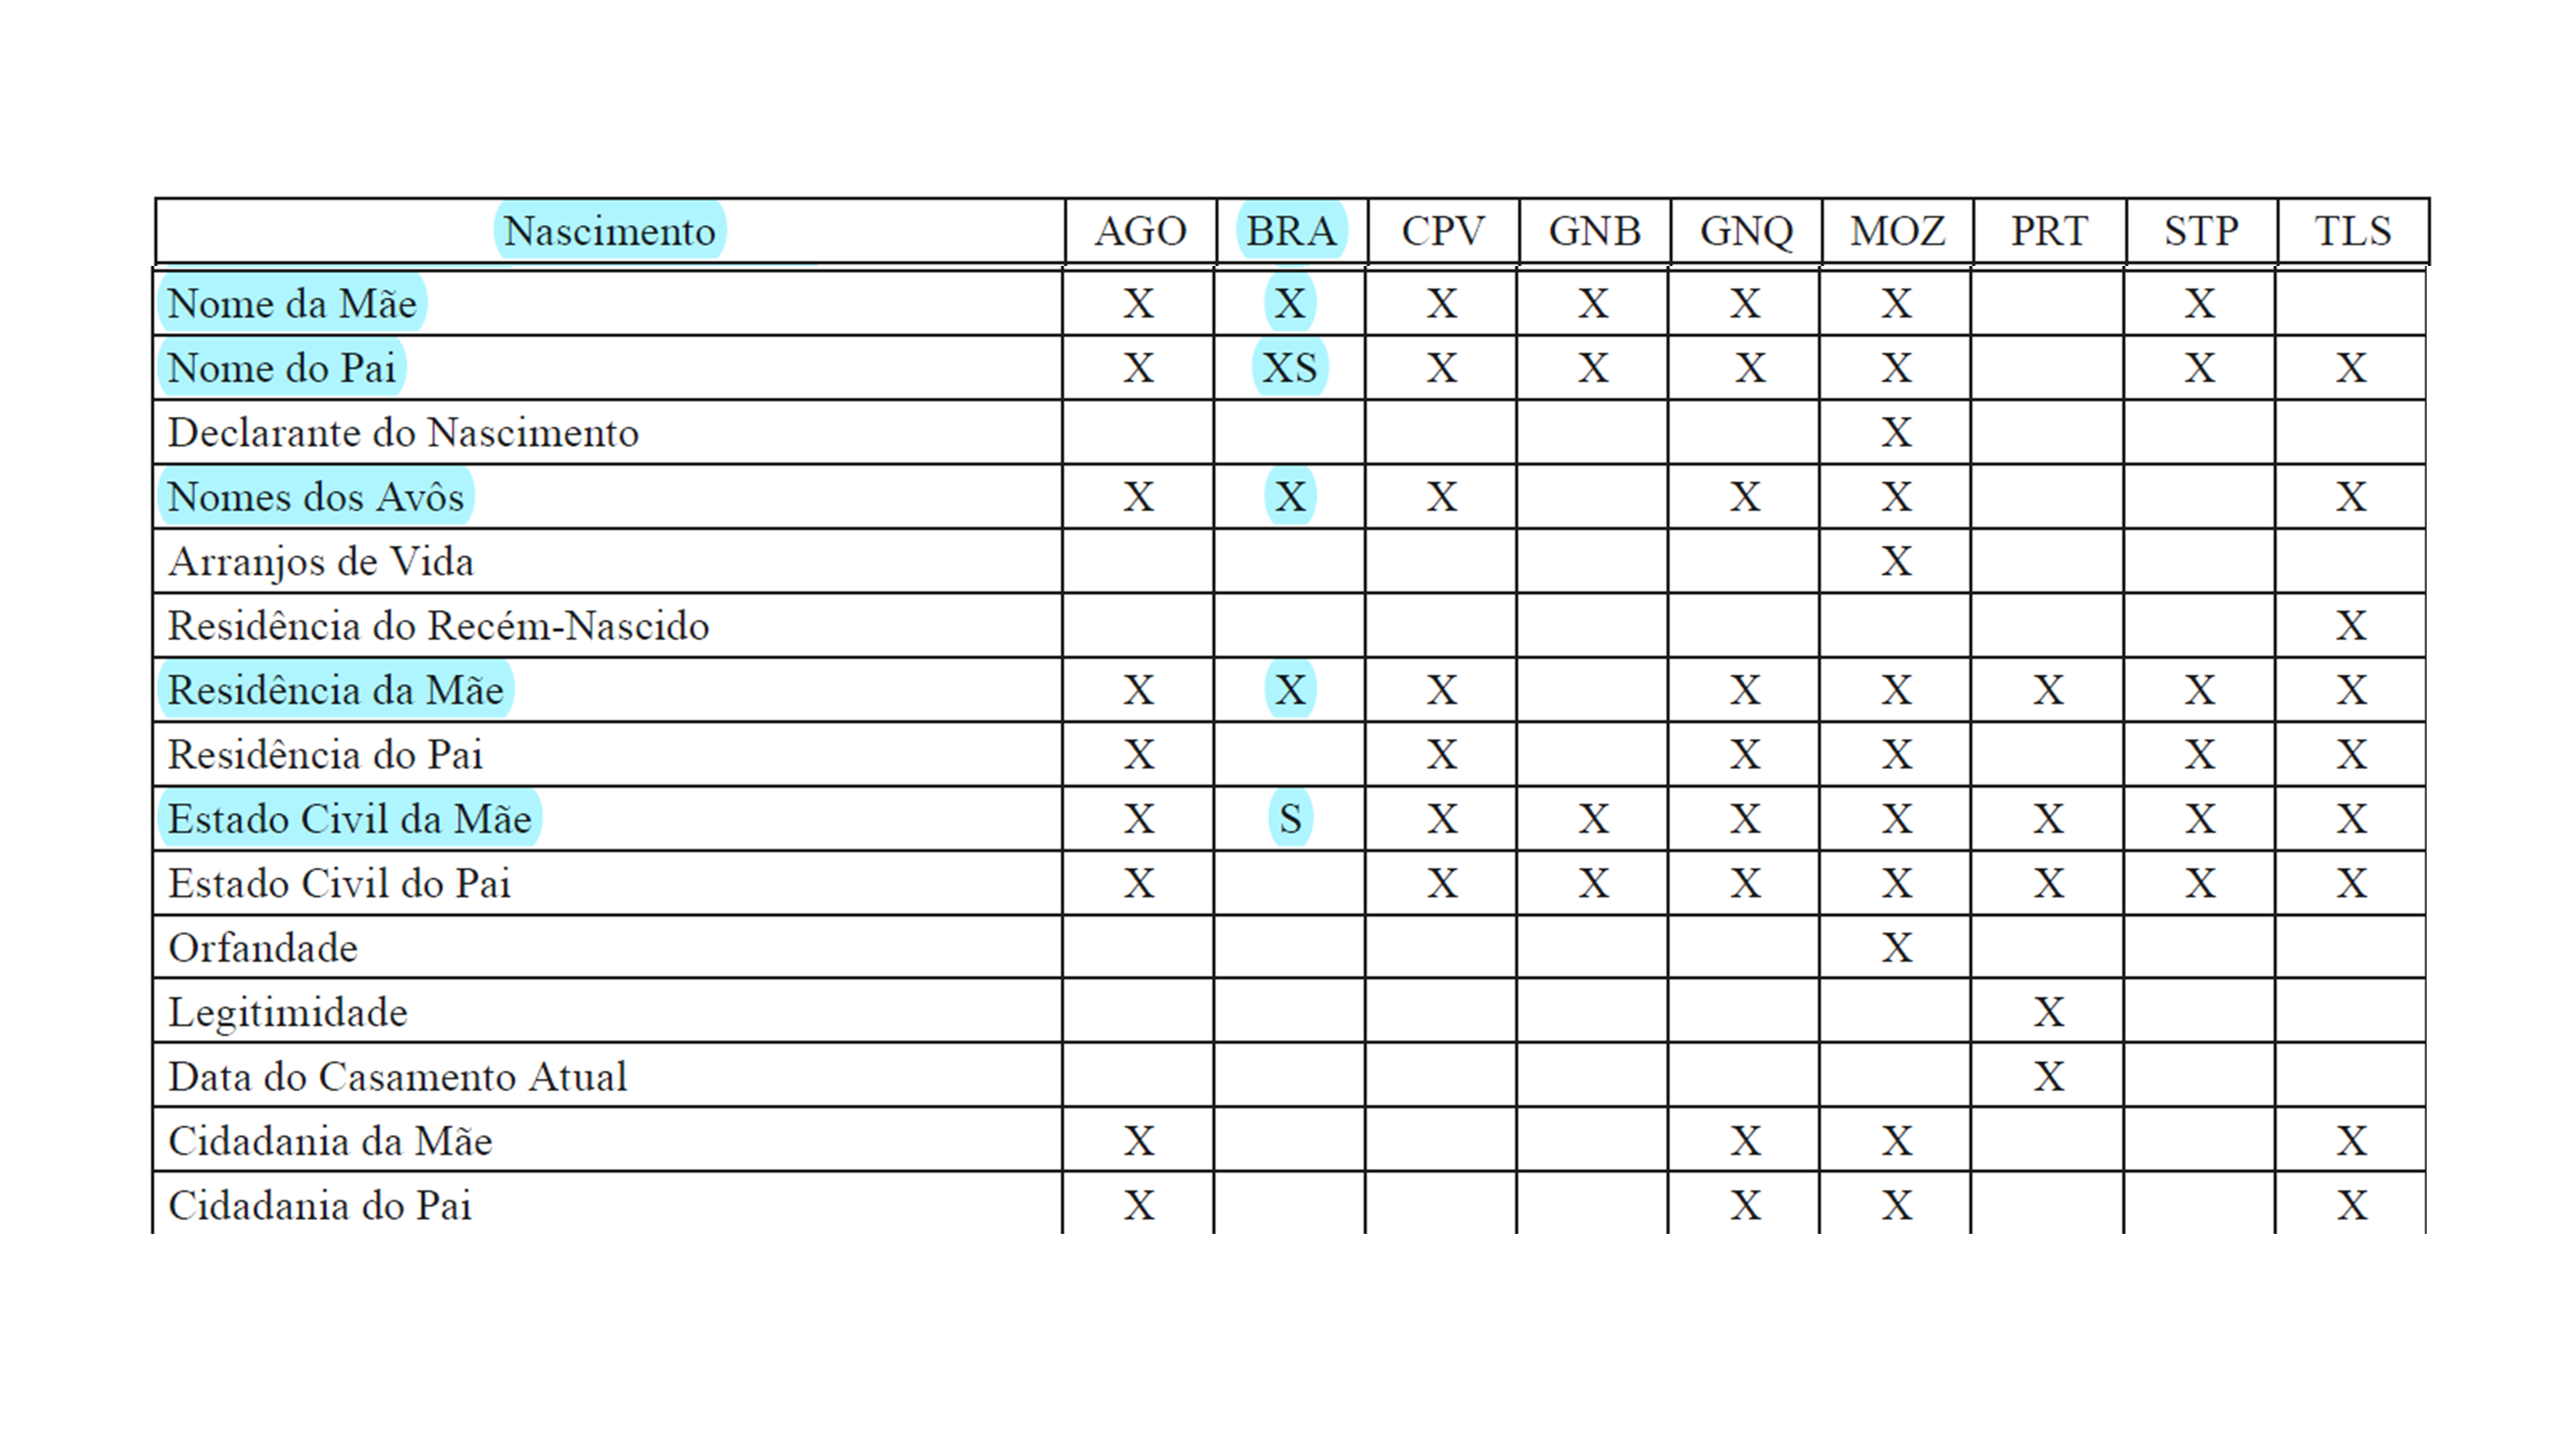 Nascimento AGO BRA CPV GNB GNQ MOZ PRT STP TLS
Nome da Mãe X X X X X X X
Nome do Pai X XS X X X X X X
Declarante do Nascimento X
Nomes dos Avôs X X X X X X
Arranjos de Vida X
Residência do Recém-Nascido X
Residência da Mãe X X X X X X X X
Residência do Pai X X X X X X
Estado Civil da Mãe X S X X X X X X X
Estado Civil do Pai X X X X X X X X
Orfandade X
Legitimidade X
Data do Casamento Atual X
Cidadania da Mãe X X X X
Cidadania do Pai X X X X